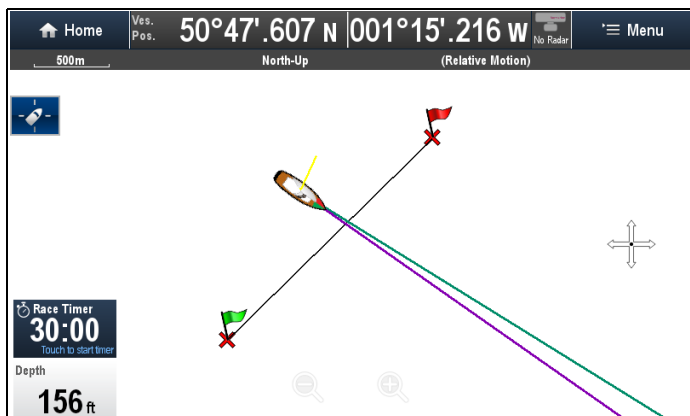 Home
Ves. Pos.
50°47'.607 N
001°15'.216 W
No Radar
Menu
500m
North-Up
(Relative Motion)
Race Timer
30:00
Touch to start timer
Depth
156 ft